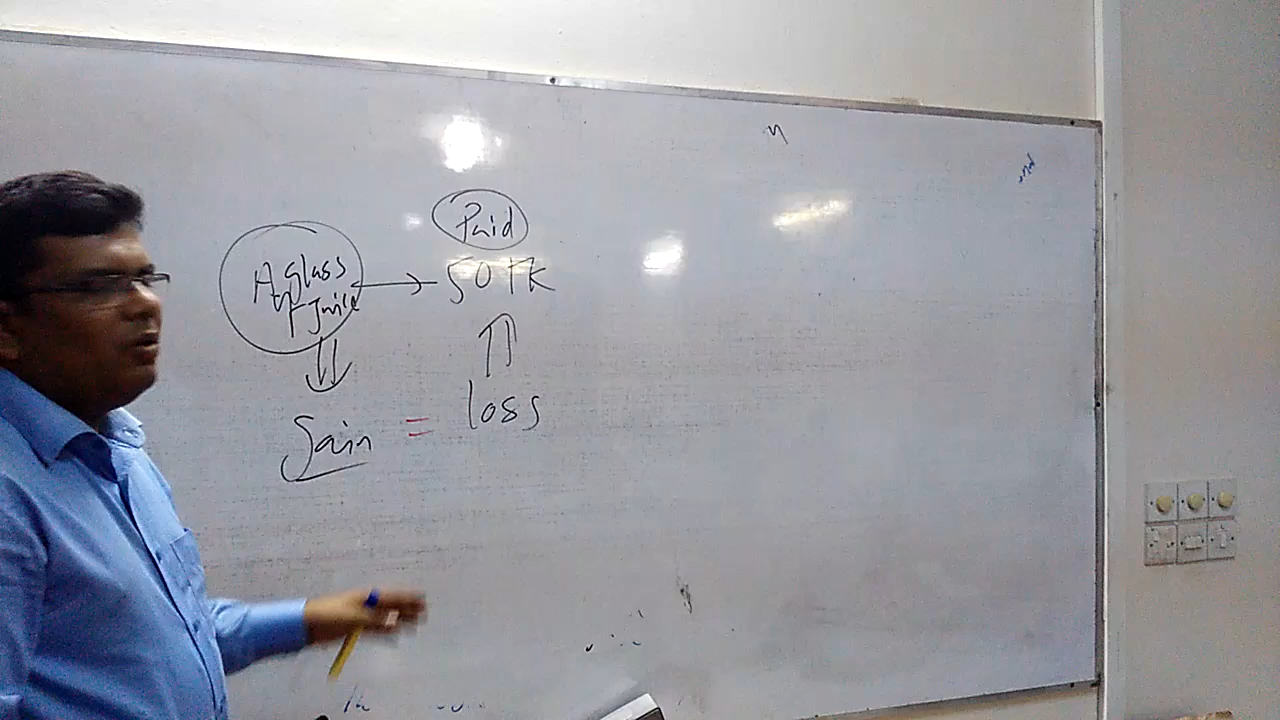 Paid
A glass → 50 TK
of Juice
Gain = loss